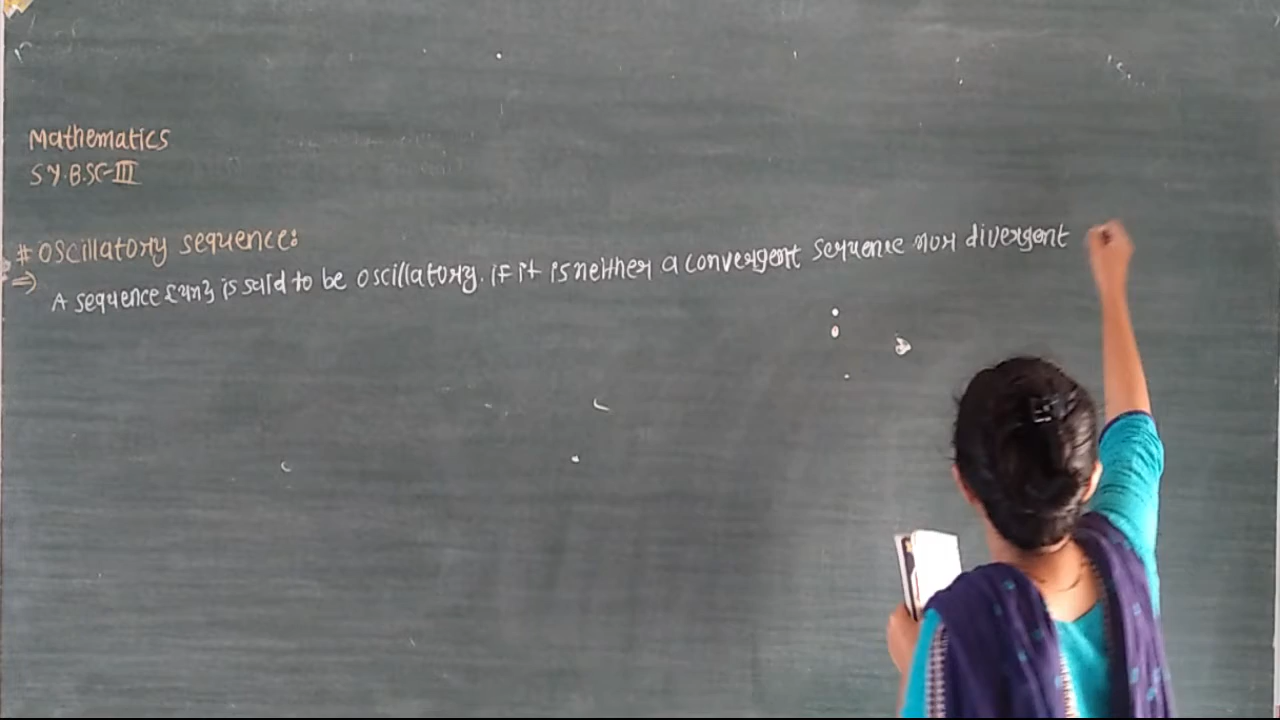 Mathematics
S Y. B. SC-III
# Oscillatory sequence:
⇒
A sequence {xn} is said to be oscillatory. if it is neither a convergent sequence nor divergent